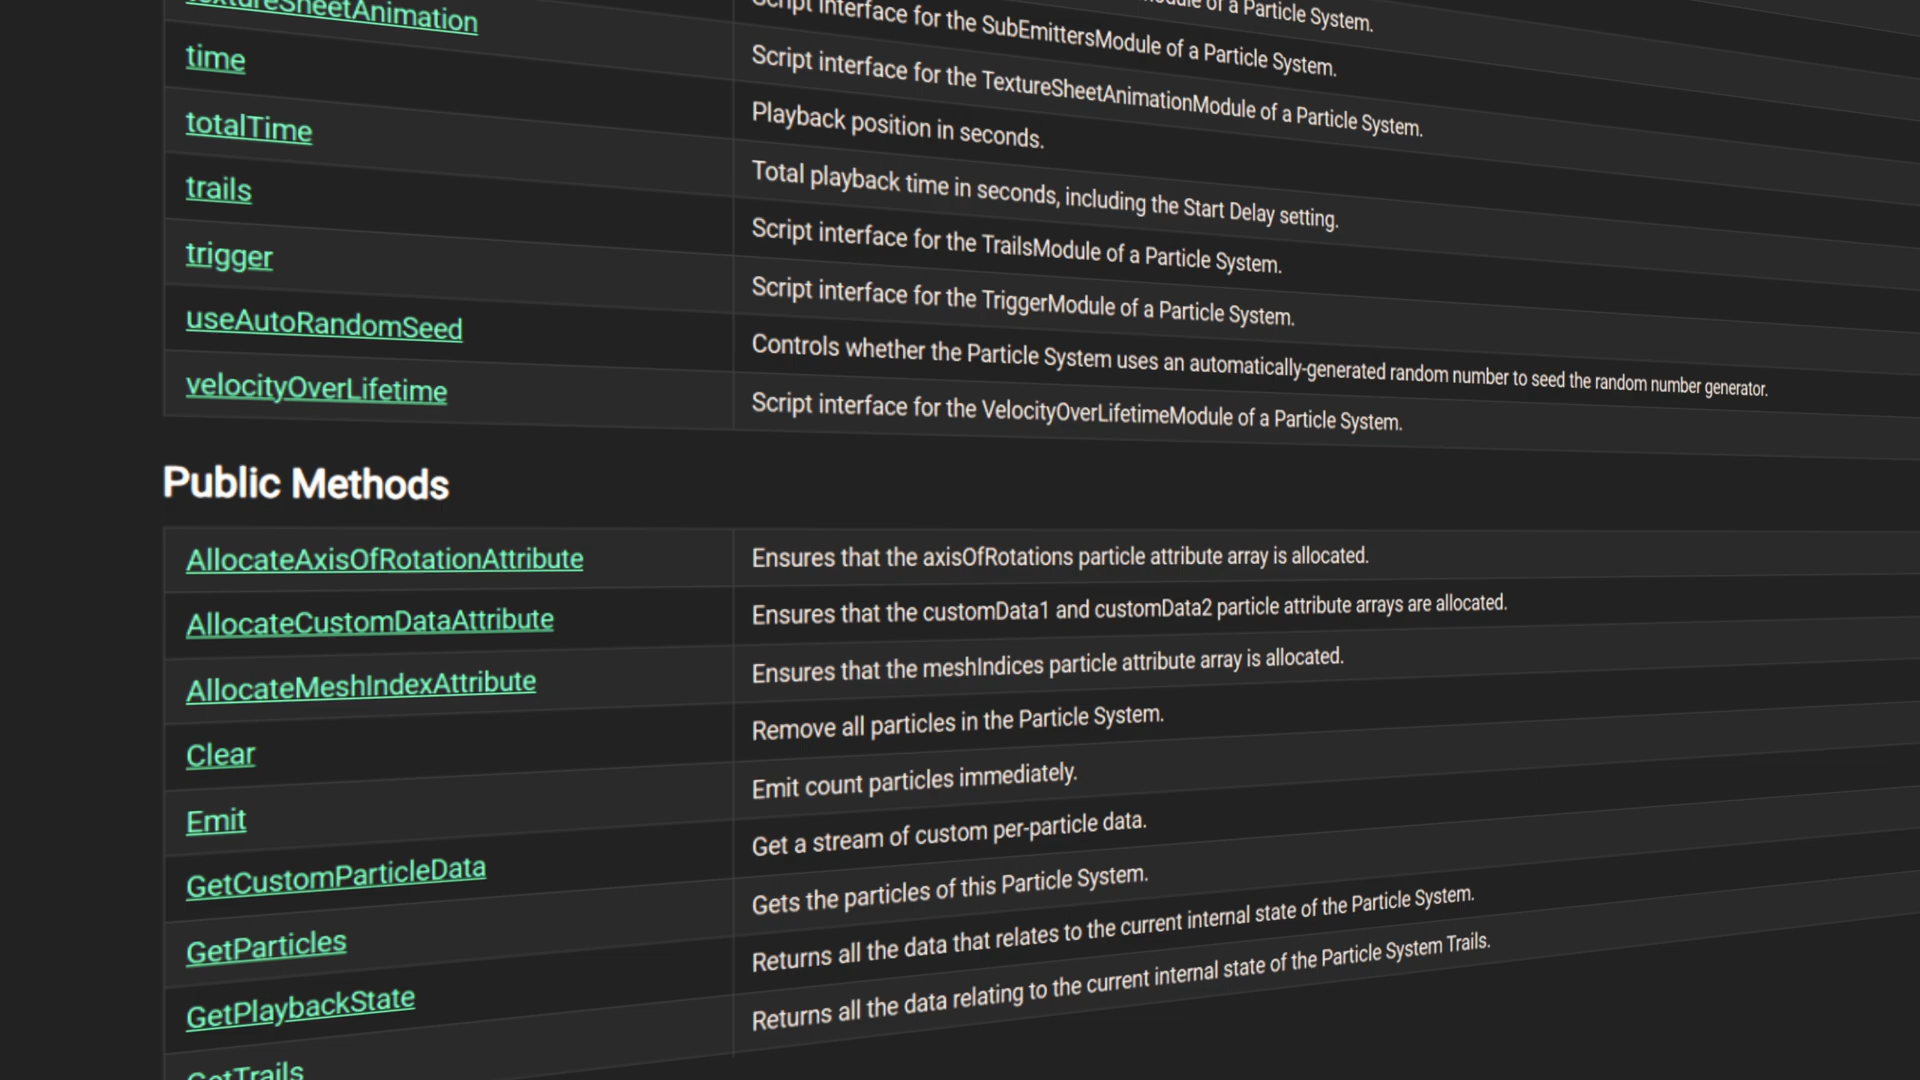 Module of a Particle System.
Script interface for the SubEmittersModule of a Particle System.
textureSheetAnimation
Script interface for the TextureSheetAnimationModule of a Particle System.
time
Playback position in seconds.
totalTime
Total playback time in seconds, including the Start Delay setting.
trails
Script interface for the TrailsModule of a Particle System.
trigger
Script interface for the TriggerModule of a Particle System.
useAutoRandomSeed
Controls whether the Particle System uses an automatically-generated random number to seed the random number generator.
velocityOverLifetime
Script interface for the VelocityOverLifetimeModule of a Particle System.
Public Methods
AllocateAxisOfRotationAttribute
Ensures that the axisOfRotations particle attribute array is allocated.
AllocateCustomDataAttribute
Ensures that the customData1 and customData2 particle attribute arrays are allocated.
AllocateMeshIndexAttribute
Ensures that the meshIndices particle attribute array is allocated.
Clear
Remove all particles in the Particle System.
Emit
Emit count particles immediately.
GetCustomParticleData
Get a stream of custom per-particle data.
GetParticles
Gets the particles of this Particle System.
GetPlaybackState
Returns all the data that relates to the current internal state of the Particle System.
GetTrails
Returns all the data relating to the current internal state of the Particle System Trails.